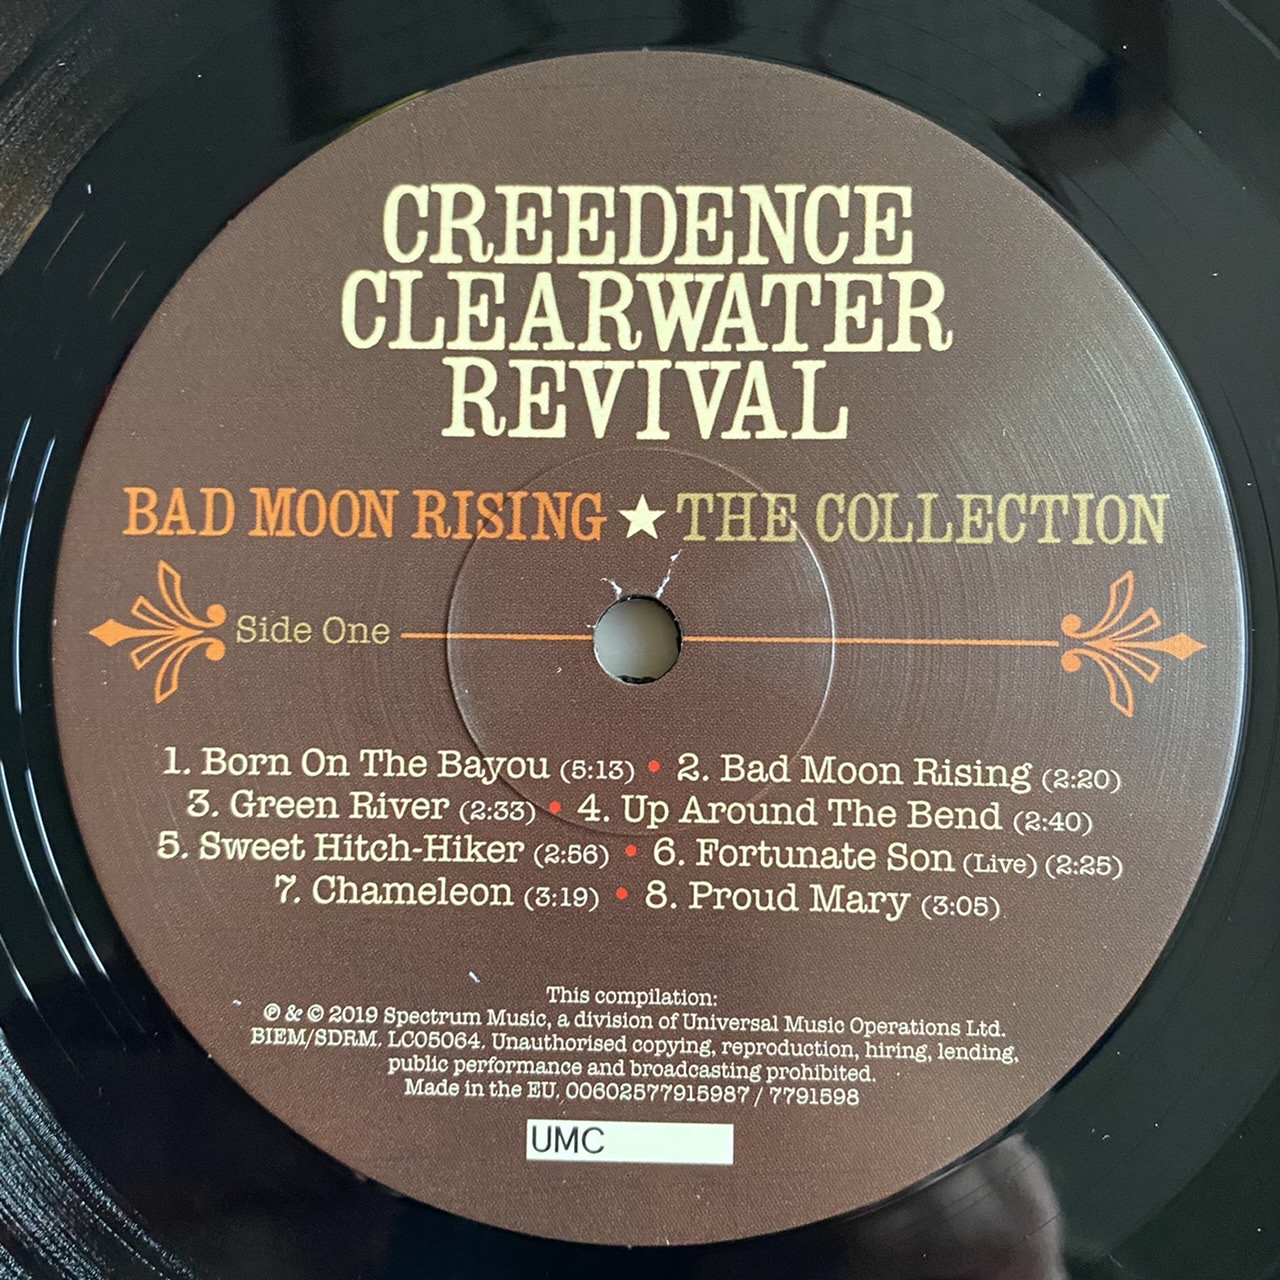 CREEDENCE
CLEARWATER
REVIVAL
BAD MOON RISING ★ THE COLLECTION
Side One
1. Born On The Bayou (5:13) • 2. Bad Moon Rising (2:20)
3. Green River (2:33) • 4. Up Around The Bend (2:40)
5. Sweet Hitch-Hiker (2:56) • 6. Fortunate Son (Live) (2:25)
7. Chameleon (3:19) • 8. Proud Mary (3:05)
This compilation:
℗ & © 2019 Spectrum Music, a division of Universal Music Operations Ltd.
BIEM/SDRM. LC05064. Unauthorised copying, reproduction, hiring, lending,
public performance and broadcasting prohibited.
Made in the EU. 00602577915987 / 7791598
UMC